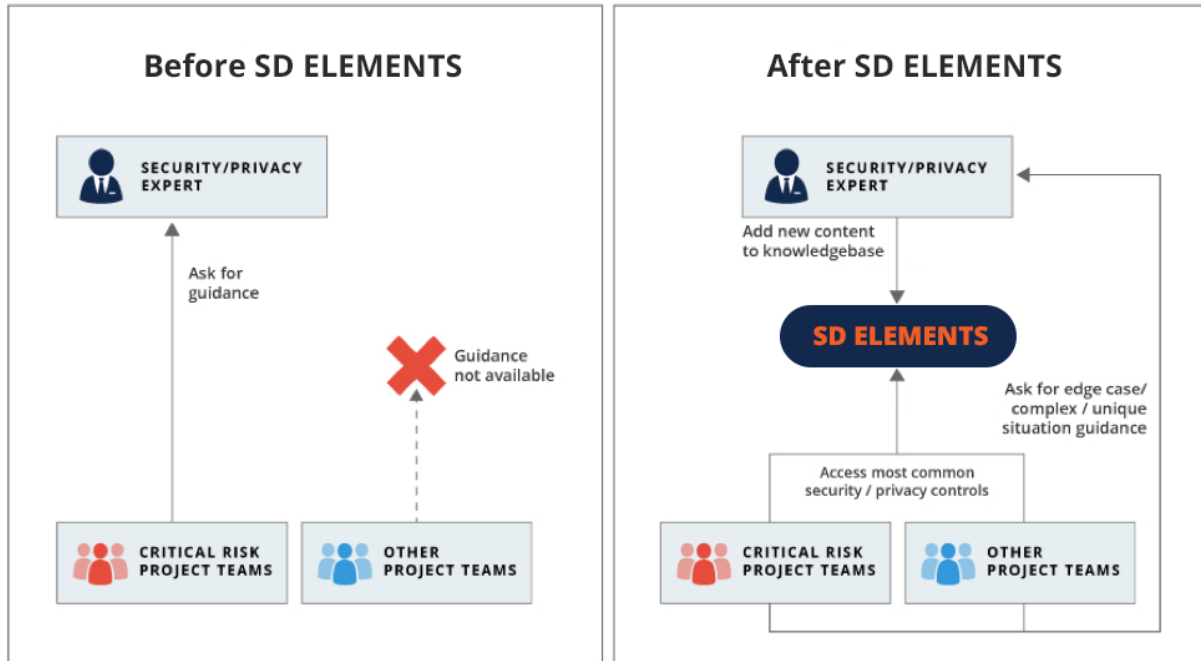 Before SD ELEMENTS
SECURITY/PRIVACY
EXPERT
Ask for
guidance
Guidance
not available
CRITICAL RISK
PROJECT TEAMS
OTHER
PROJECT TEAMS
After SD ELEMENTS
SECURITY/PRIVACY
EXPERT
Add new content
to knowledgebase
SD ELEMENTS
Ask for edge case/
complex / unique
situation guidance
Access most common
security / privacy controls
CRITICAL RISK
PROJECT TEAMS
OTHER
PROJECT TEAMS